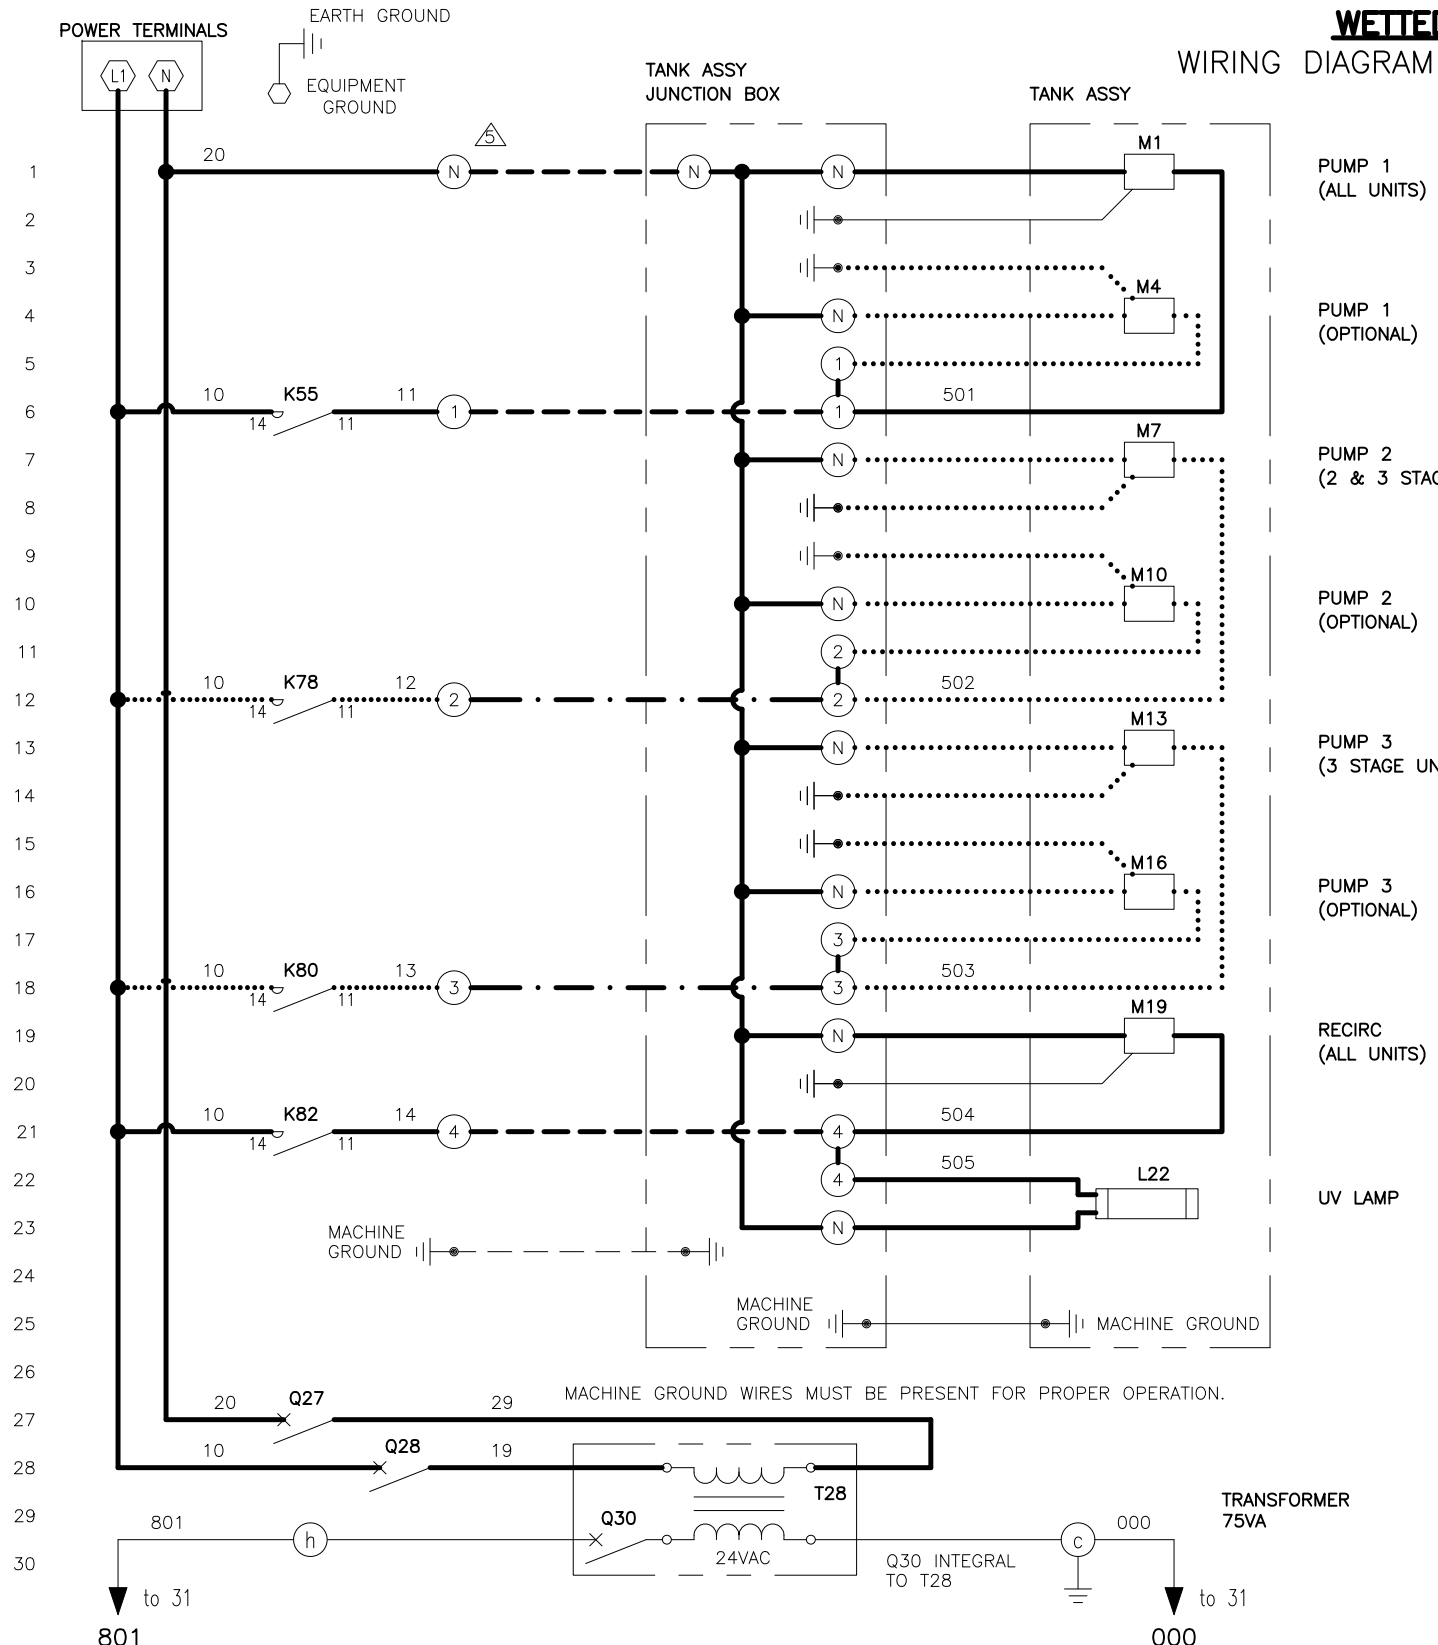 WETTED
WIRING DIAGRAM
EARTH GROUND
POWER TERMINALS
L1 N
EQUIPMENT
GROUND
TANK ASSY
JUNCTION BOX
TANK ASSY
5
1 20 N N N M1 PUMP 1
(ALL UNITS)
2
3
M4
4 N PUMP 1
(OPTIONAL)
5 1
6 10 K55 11 1 1 501
14 11
M7
7 N PUMP 2
(2 & 3 STAG
8
9
M10
10 N PUMP 2
(OPTIONAL)
11 2
12 10 K78 12 2 2 502
14 11
M13
13 N PUMP 3
(3 STAGE UN
14
15
M16
16 N PUMP 3
(OPTIONAL)
17 3
18 10 K80 13 3 3 503
14 11
M19
19 N RECIRC
(ALL UNITS)
20
21 10 K82 14 4 4 504
14 11
22 4 505 L22
UV LAMP
23 N
MACHINE
GROUND
24
25 MACHINE
GROUND
MACHINE GROUND
26
MACHINE GROUND WIRES MUST BE PRESENT FOR PROPER OPERATION.
27 20 Q27 29
28 10 Q28 19
T28
TRANSFORMER
75VA
29 801 h Q30 c 000
24VAC
30 Q30 INTEGRAL
TO T28
to 31 to 31
801 000